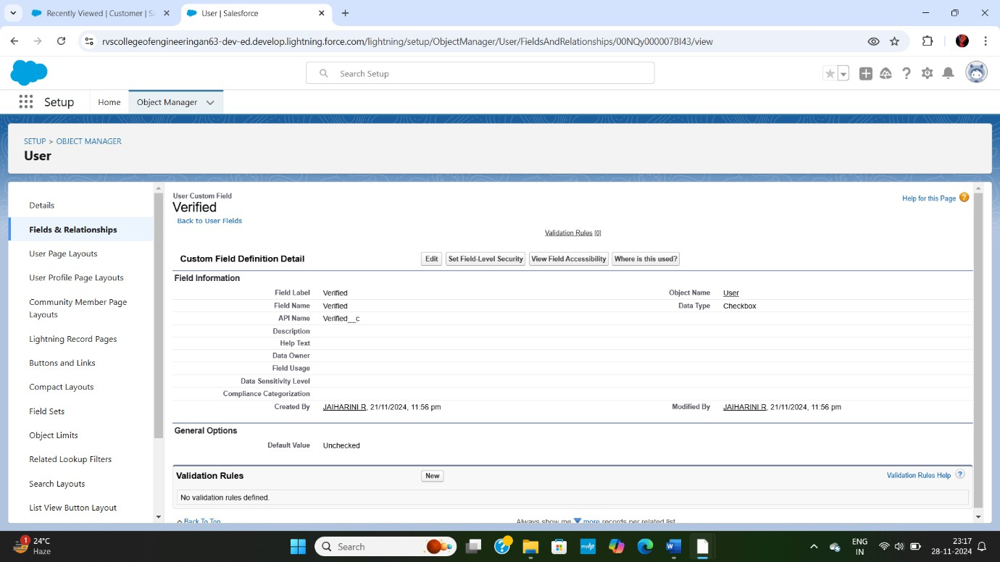 Recently Viewed | Customer | S
User | Salesforce
rvscollegeofengineeringan63-dev-ed.develop.lightning.force.com/lightning/setup/ObjectManager/User/FieldsAndRelationships/00NQy000007BI43/view
Search Setup
Setup
Home
Object Manager
SETUP > OBJECT MANAGER
User
Details
Fields & Relationships
User Page Layouts
User Profile Page Layouts
Community Member Page
Layouts
Lightning Record Pages
Buttons and Links
Compact Layouts
Field Sets
Object Limits
Related Lookup Filters
Search Layouts
List View Button Layout
User Custom Field
Verified
Back to User Fields
Help for this Page ?
Validation Rules [0]
Custom Field Definition Detail Edit Set Field-Level Security View Field Accessibility Where is this used?
Field Information
Field Label Verified Object Name User
Field Name Verified Data Type Checkbox
API Name Verified__c
Description
Help Text
Data Owner
Field Usage
Data Sensitivity Level
Compliance Categorization
Created By JAIHARINI R, 21/11/2024, 11:56 pm Modified By JAIHARINI R, 21/11/2024, 11:56 pm
General Options
Default Value Unchecked
Validation Rules New Validation Rules Help ?
No validation rules defined.
Back To Top Always show me more records per related list
1 24°C
Haze
Search
myhp
ENG
IN
23:17
28-11-2024